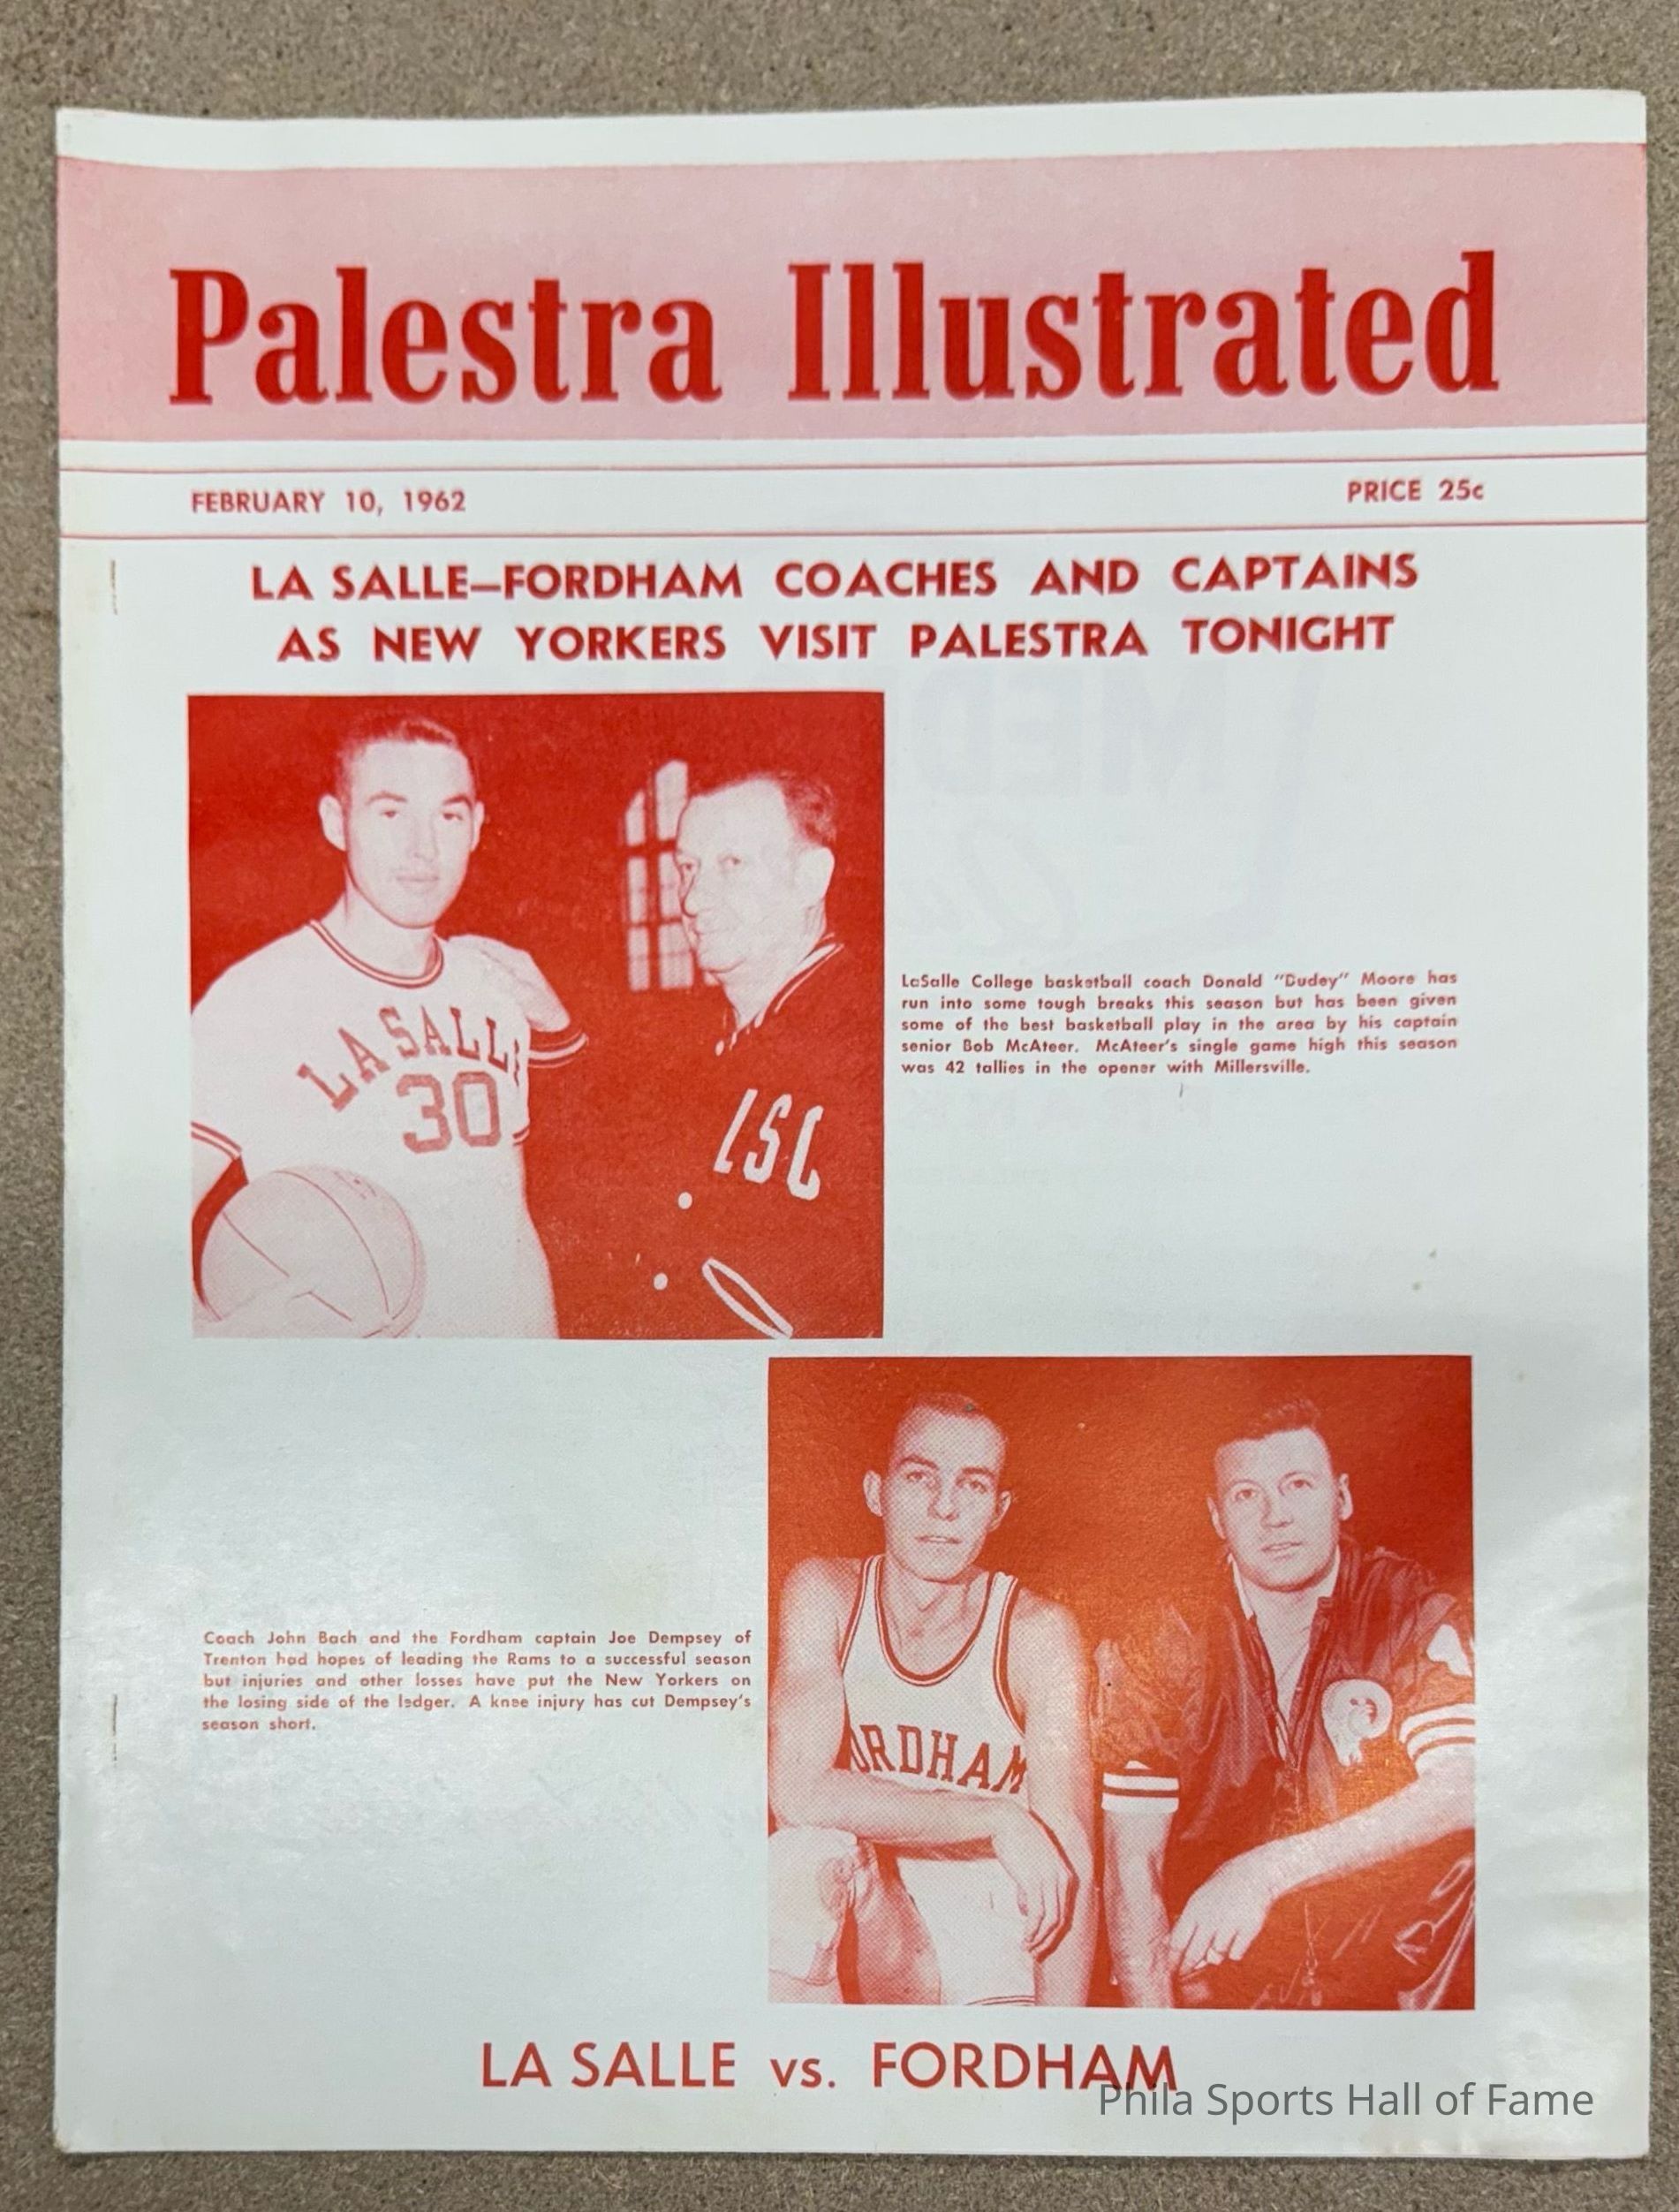 Palestra Illustrated
FEBRUARY 10, 1962
PRICE 25c
LA SALLE–FORDHAM COACHES AND CAPTAINS
AS NEW YORKERS VISIT PALESTRA TONIGHT
LA SALLE
30
LSC
LaSalle College basketball coach Donald "Dudey" Moore has
run into some tough breaks this season but has been given
some of the best basketball play in the area by his captain
senior Bob McAteer. McAteer's single game high this season
was 42 tallies in the opener with Millersville.
Coach John Bach and the Fordham captain Joe Dempsey of
Trenton had hopes of leading the Rams to a successful season
but injuries and other losses have put the New Yorkers on
the losing side of the ledger. A knee injury has cut Dempsey's
season short.
ORDHAM
LA SALLE vs. FORDHAM
Phila Sports Hall of Fame